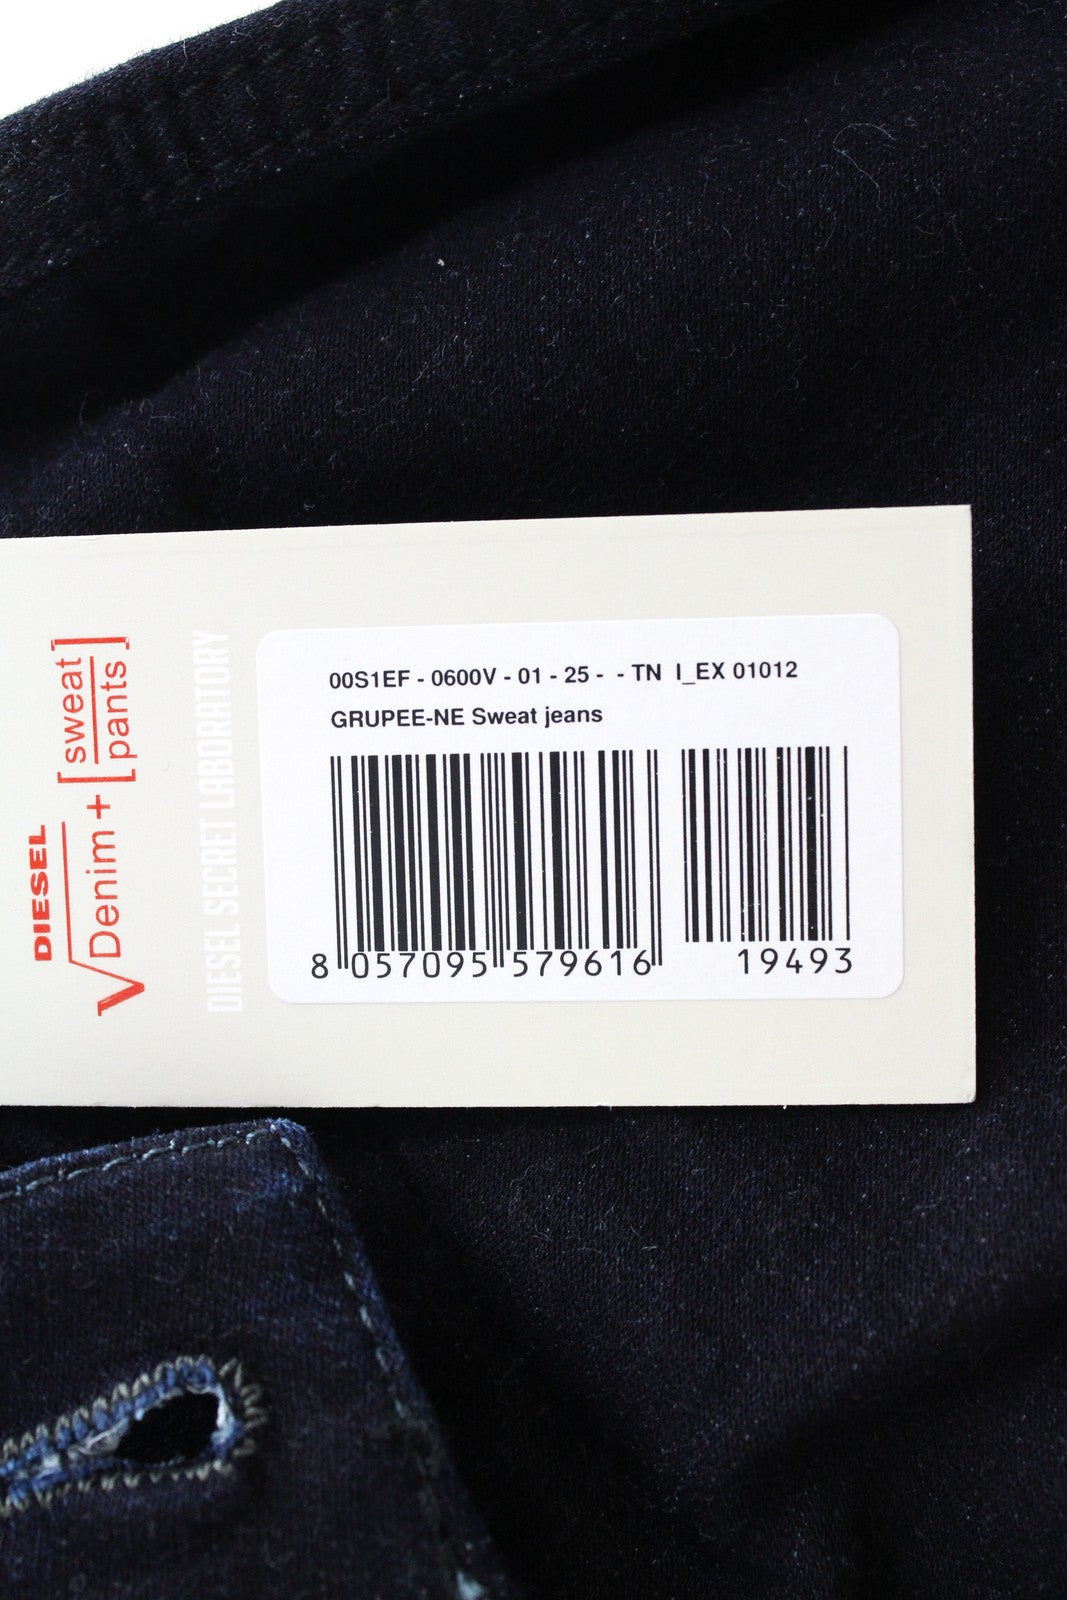 DIESEL
√Denim + [sweat pants]
DIESEL SECRET LABORATORY
00S1EF - 0600V - 01 - 25 - - TN I_EX 01012
GRUPEE-NE Sweat jeans
8 057095 579616 19493